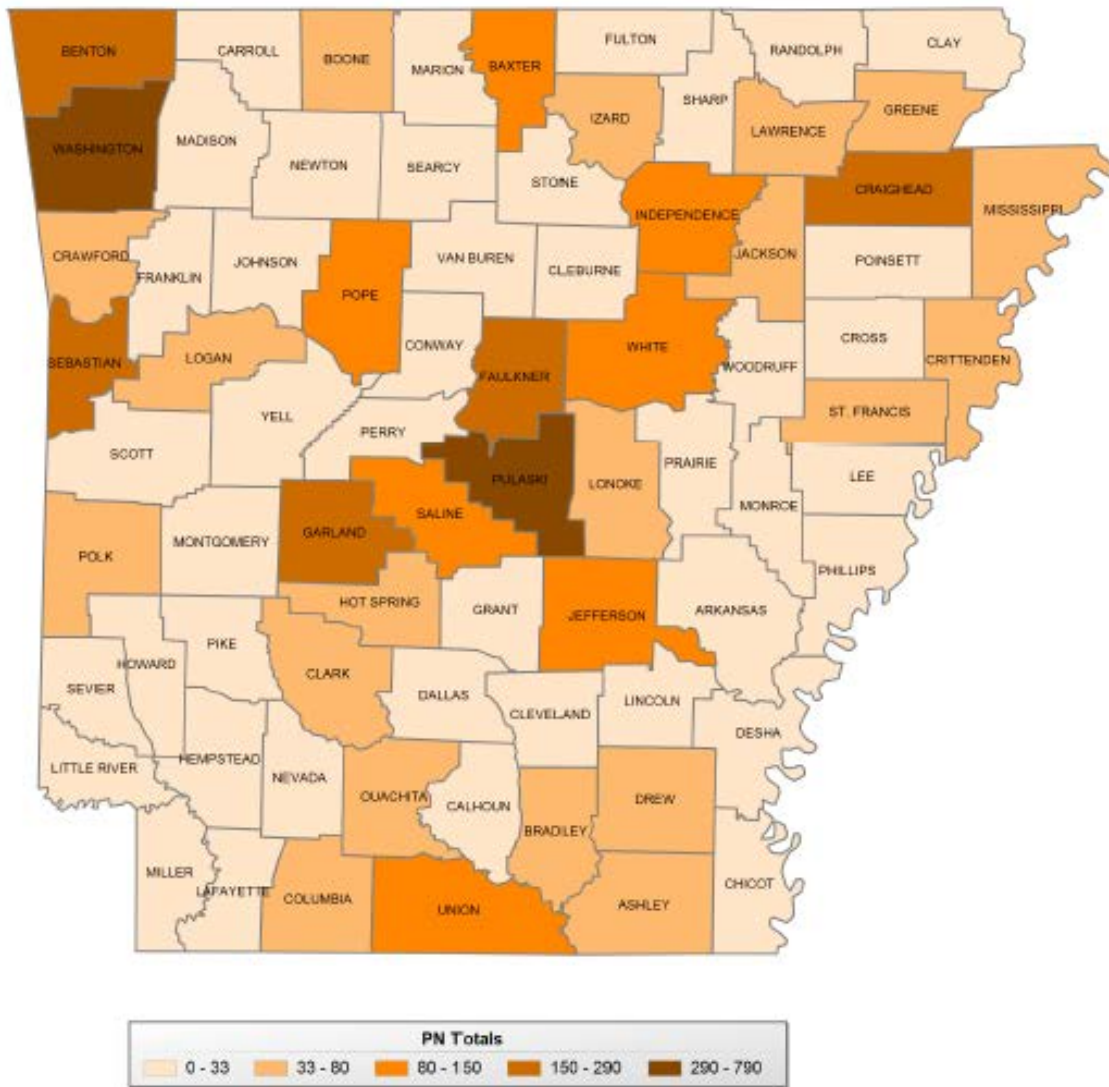 BENTON
CARROLL
BOONE
MARION
BAXTER
FULTON
RANDOLPH
CLAY
SHARP
IZARD
LAWRENCE
GREENE
WASHINGTON
MADISON
NEWTON
SEARCY
STONE
CRAIGHEAD
MISSISSIPPI
INDEPENDENCE
CRAWFORD
FRANKLIN
JOHNSON
POPE
VAN BUREN
CLEBURNE
JACKSON
POINSETT
SEBASTIAN
LOGAN
CONWAY
FAULKNER
WHITE
WOODRUFF
CROSS
CRITTENDEN
YELL
PERRY
ST. FRANCIS
SCOTT
PULASKI
LONOKE
PRAIRIE
MONROE
LEE
GARLAND
SALINE
POLK
MONTGOMERY
PHILLIPS
HOT SPRING
GRANT
JEFFERSON
ARKANSAS
PIKE
HOWARD
CLARK
SEVIER
DALLAS
CLEVELAND
LINCOLN
DESHA
LITTLE RIVER
HEMPSTEAD
NEVADA
OUACHITA
CALHOUN
BRADILEY
DREW
MILLER
LAFAYETTE
COLUMBIA
UNION
ASHLEY
CHICOT
PN Totals
0 - 33 33 - 80 80 - 150 150 - 290 290 - 790